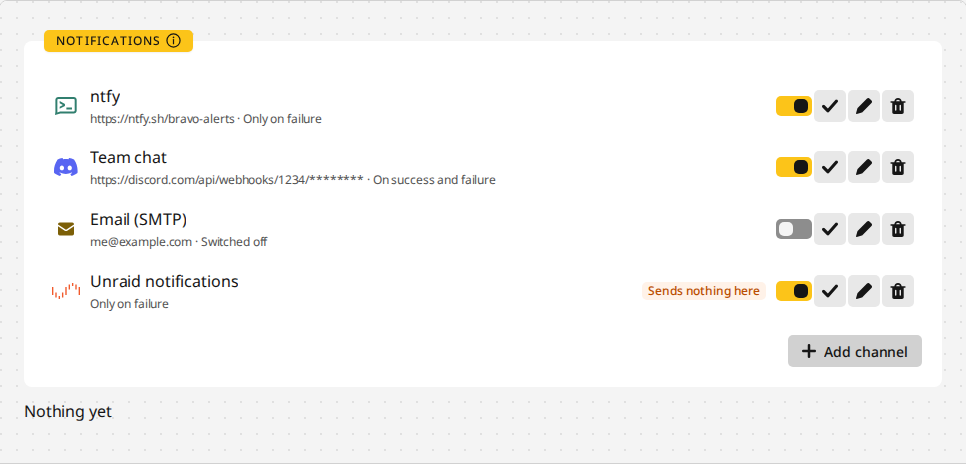 NOTIFICATIONS
ntfy
https://ntfy.sh/bravo-alerts · Only on failure
Team chat
https://discord.com/api/webhooks/1234/******** · On success and failure
Email (SMTP)
me@example.com · Switched off
Unraid notifications
Sends nothing here
Only on failure
Add channel
Nothing yet